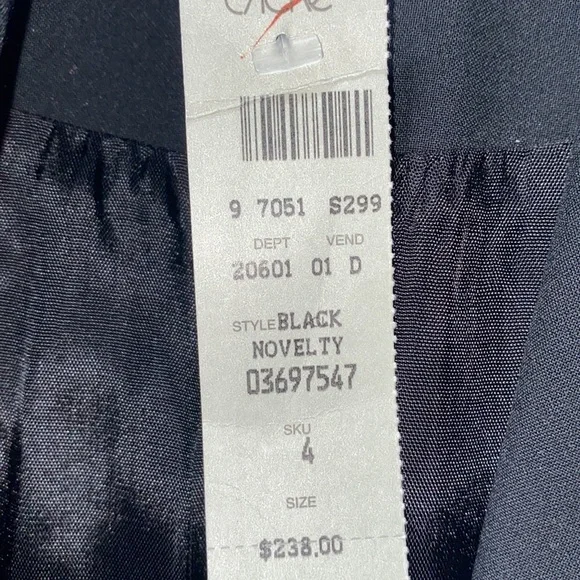 9 7051 S299
DEPT VEND
20601 01 D
STYLE BLACK
NOVELTY
03697547
SKU
4
SIZE
$238.00